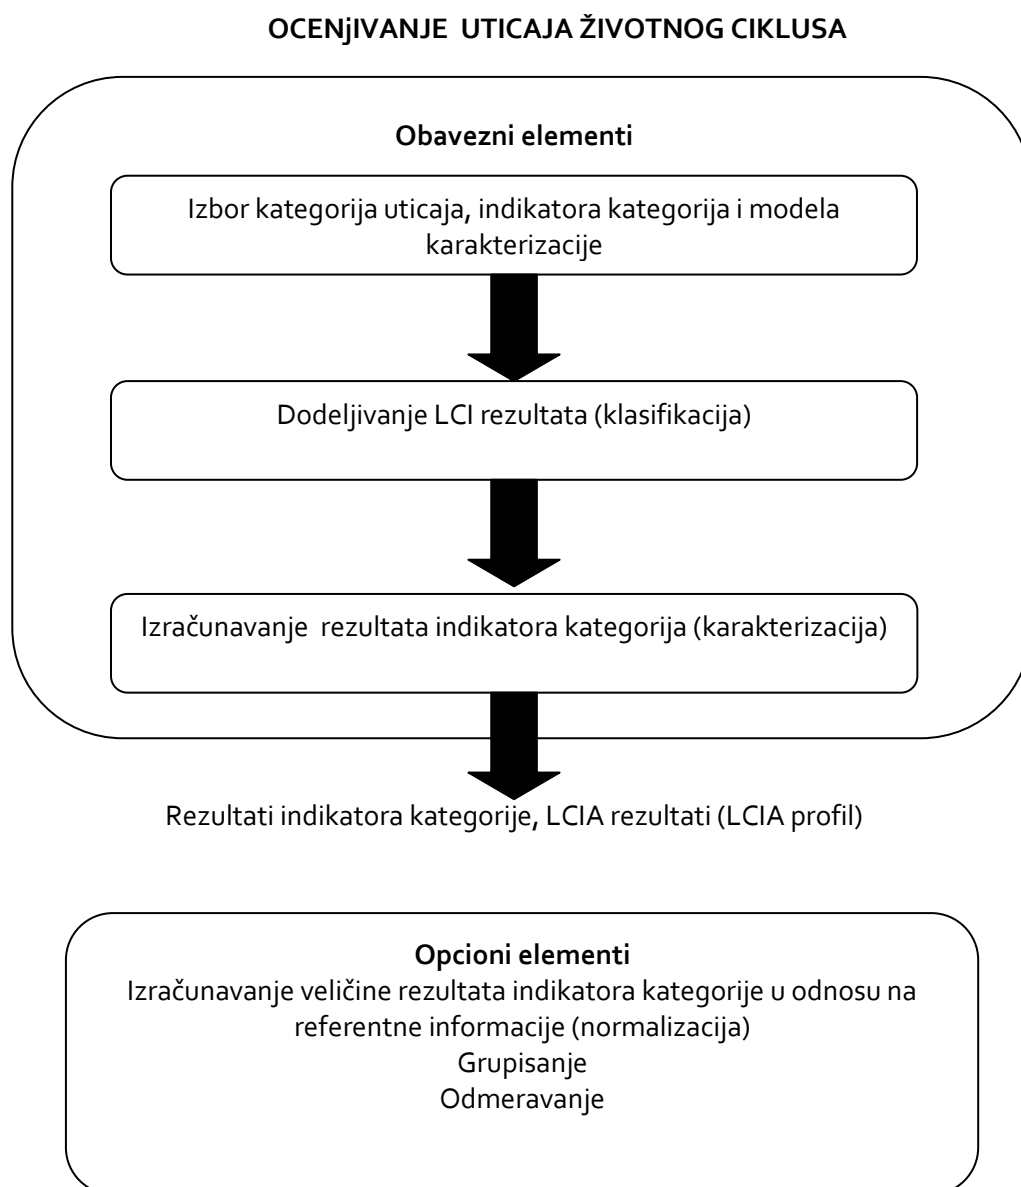 OCENjIVANJE UTICAJA ŽIVOTNOG CIKLUSA
Obavezni elementi
Izbor kategorija uticaja, indikatora kategorija i modela
karakterizacije
Dodeljivanje LCI rezultata (klasifikacija)
Izračunavanje rezultata indikatora kategorija (karakterizacija)
Rezultati indikatora kategorije, LCIA rezultati (LCIA profil)
Opcioni elementi
Izračunavanje veličine rezultata indikatora kategorije u odnosu na
referentne informacije (normalizacija)
Grupisanje
Odmeravanje